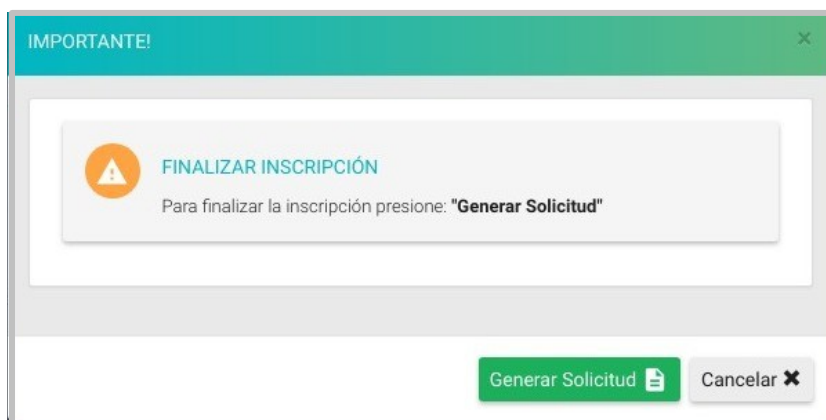 IMPORTANTE!
FINALIZAR INSCRIPCIÓN
Para finalizar la inscripción presione: "Generar Solicitud"
Generar Solicitud
Cancelar